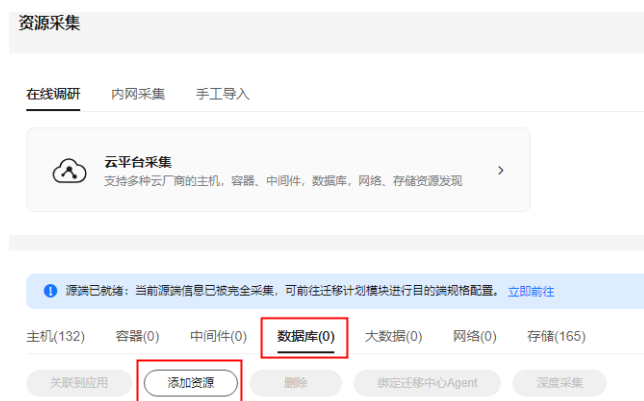 资源采集
在线调研 内网采集 手工导入
云平台采集
支持多种云厂商的主机，容器、中间件，数据库，网络、存储资源发现
源端已就绪：当前源端信息已被完全采集，可前往迁移计划模块进行目的端规格配置。 立即前往
主机(132) 容器(0) 中间件(0) 数据库(0) 大数据(0) 网络(0) 存储(165)
关联到应用 添加资源 删除 绑定迁移中心Agent 深度采集